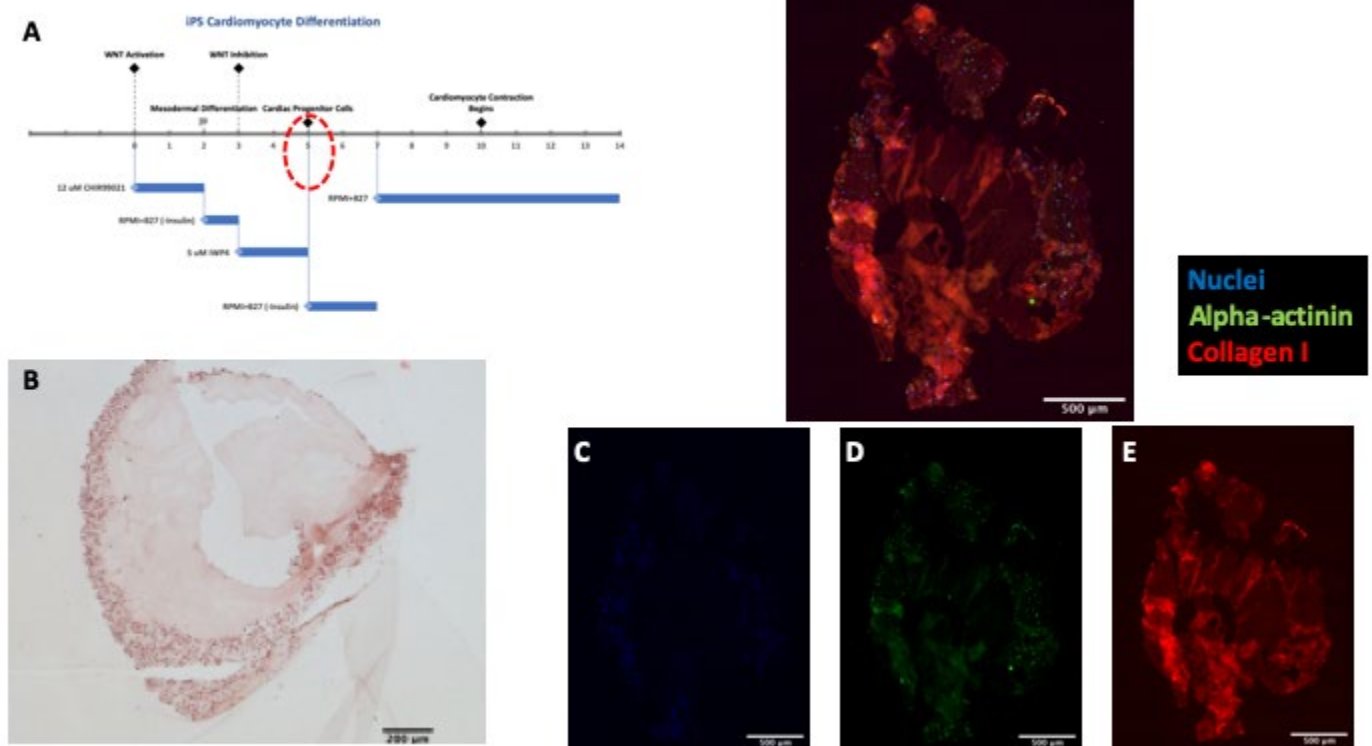 A
iPS Cardiomyocyte Differentiation
WNT Activation
WNT Inhibition
Mesodermal Differentiation
Cardiac Progenitor Cells
Cardiomyocyte Contraction
Begins
0 1 2 3 4 5 6 7 8 9 10 11 12 13 14
12 uM CHIR99021
RPMI+B27
RPMI+B27 (-Insulin)
5 uM IWP4
RPMI+B27 (-Insulin)
500 µm
Nuclei
Alpha-actinin
Collagen I
B
200 µm
C
500 µm
D
500 µm
E
500 µm